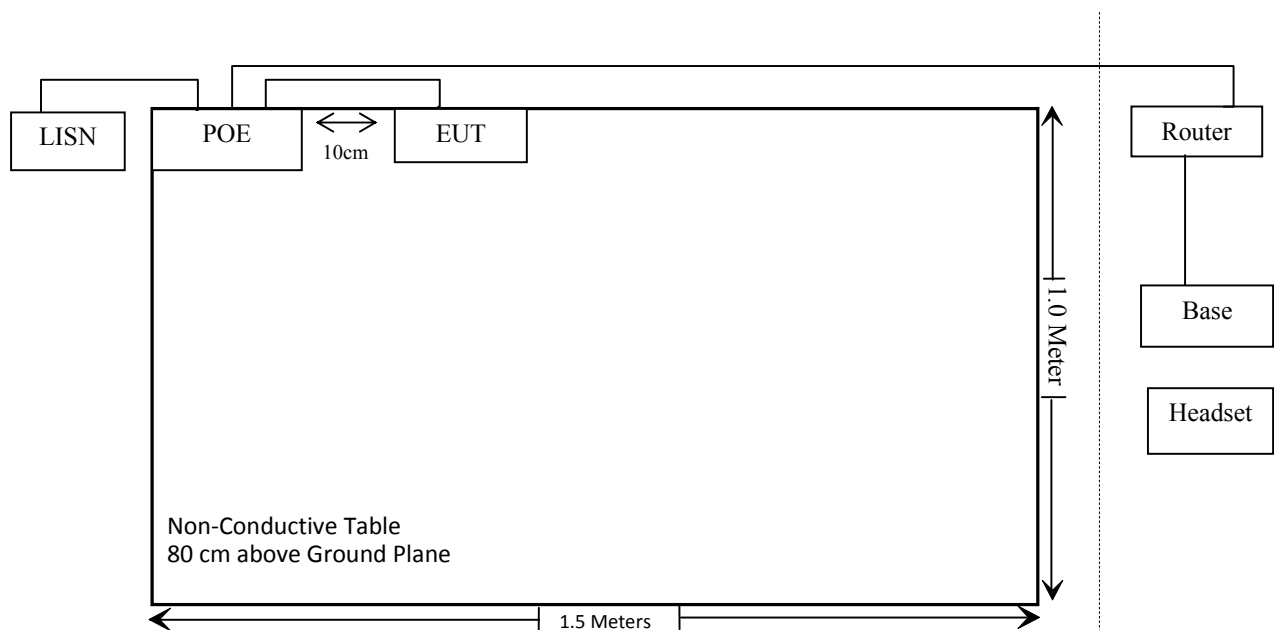 LISN
POE
10cm
EUT
Router
1.0 Meter
Base
Headset
Non-Conductive Table
80 cm above Ground Plane
1.5 Meters